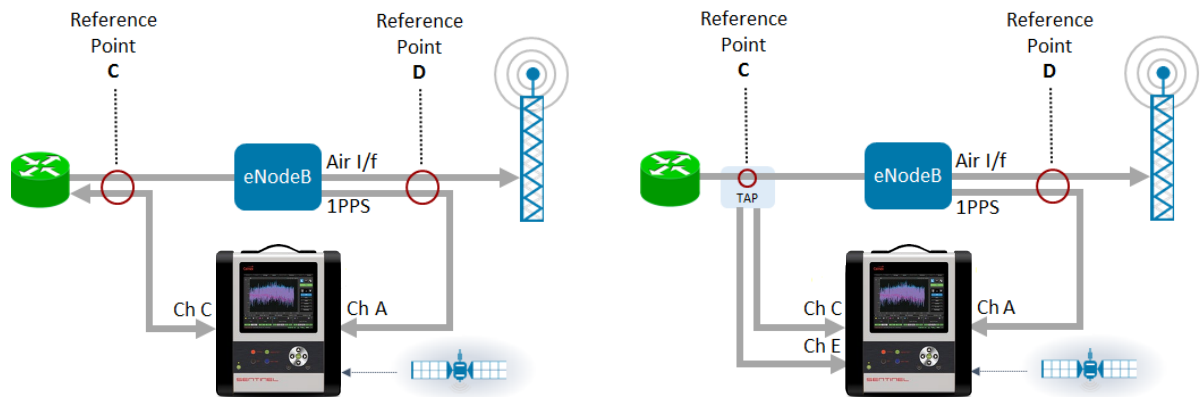 Reference
Point
C
Reference
Point
D
Air I/f
eNodeB
1PPS
Ch C
Ch A
SENTINEL
Reference
Point
C
Reference
Point
D
Air I/f
eNodeB
TAP
1PPS
Ch C
Ch A
Ch E
SENTINEL